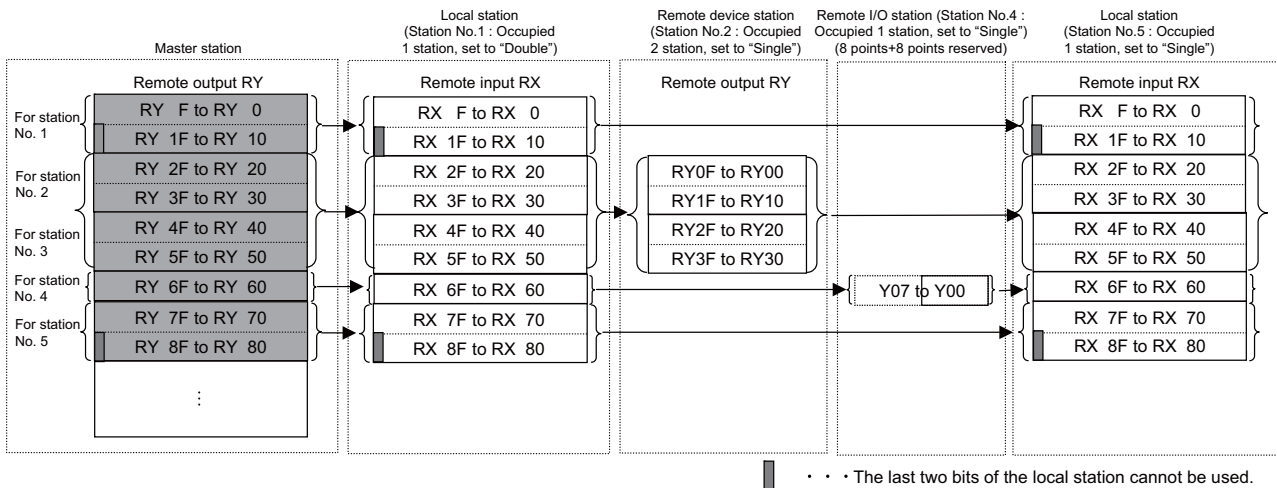 Master station
Local station
(Station No.1 : Occupied
1 station, set to “Double”)
Remote device station
(Station No.2 : Occupied
2 station, set to “Single”)
Remote I/O station (Station No.4 :
Occupied 1 station, set to “Single”)
(8 points+8 points reserved)
Local station
(Station No.5 : Occupied
1 station, set to “Single”)
Remote output RY
For station
No. 1
For station
No. 2
For station
No. 3
For station
No. 4
For station
No. 5
RY F to RY 0
RY 1F to RY 10
RY 2F to RY 20
RY 3F to RY 30
RY 4F to RY 40
RY 5F to RY 50
RY 6F to RY 60
RY 7F to RY 70
RY 8F to RY 80
⋮
Remote input RX
RX F to RX 0
RX 1F to RX 10
RX 2F to RX 20
RX 3F to RX 30
RX 4F to RX 40
RX 5F to RX 50
RX 6F to RX 60
RX 7F to RX 70
RX 8F to RX 80
Remote output RY
RY0F to RY00
RY1F to RY10
RY2F to RY20
RY3F to RY30
Y07 to Y00
Remote input RX
RX F to RX 0
RX 1F to RX 10
RX 2F to RX 20
RX 3F to RX 30
RX 4F to RX 40
RX 5F to RX 50
RX 6F to RX 60
RX 7F to RX 70
RX 8F to RX 80
・・・The last two bits of the local station cannot be used.